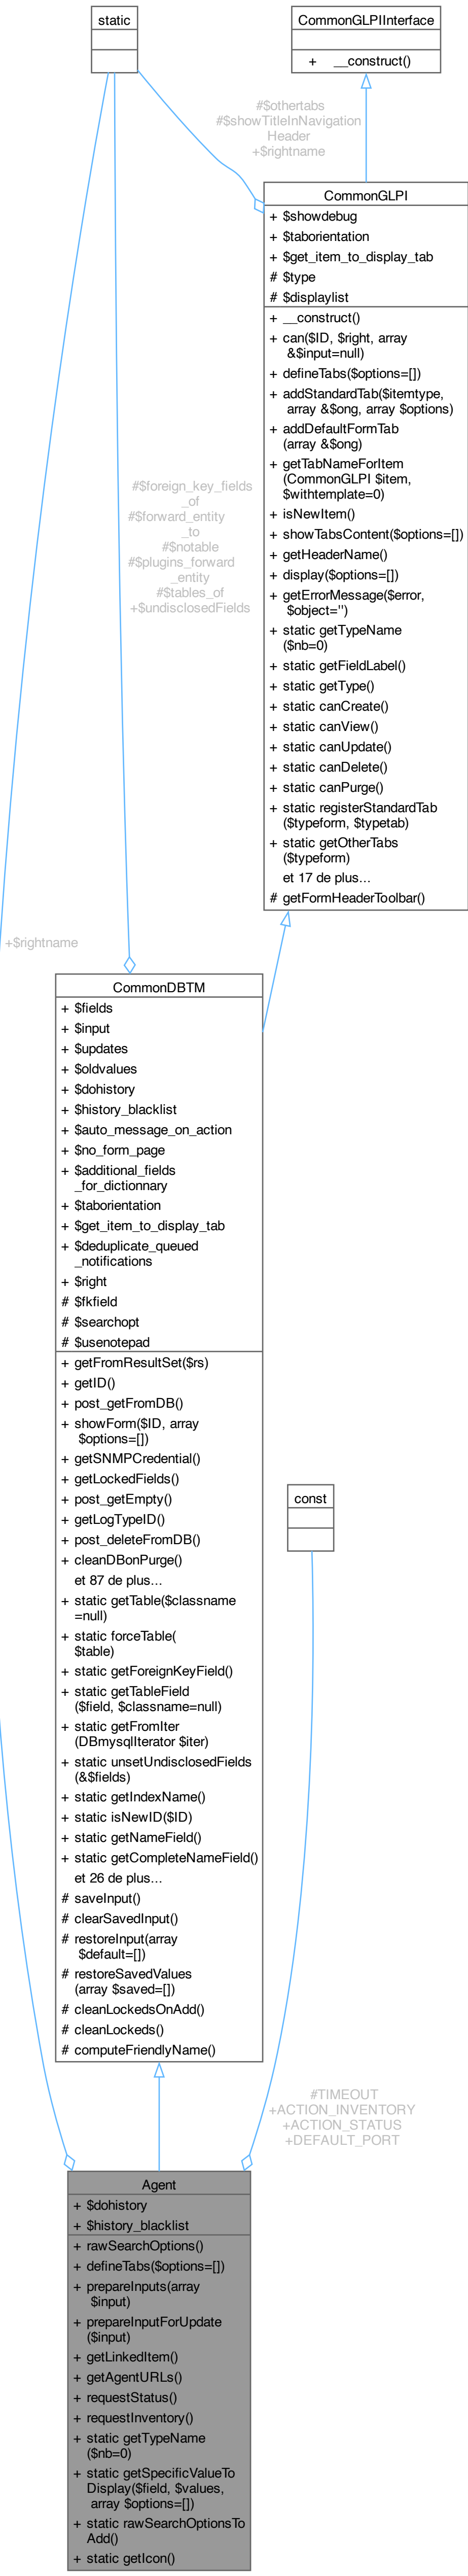 static
CommonGLPIInterface
+ __construct()
#$othertabs
#$showTitleInNavigation
Header
+$rightname
CommonGLPI
+ $showdebug
+ $taborientation
+ $get_item_to_display_tab
# $type
# $displaylist
+ __construct()
+ can($ID, $right, array
&$input=null)
+ defineTabs($options=[])
+ addStandardTab($itemtype,
array &$ong, array $options)
+ addDefaultFormTab
(array &$ong)
+ getTabNameForItem
(CommonGLPI $item,
$withtemplate=0)
+ isNewItem()
+ showTabsContent($options=[])
+ getHeaderName()
+ display($options=[])
+ getErrorMessage($error,
$object='')
+ static getTypeName
($nb=0)
+ static getFieldLabel()
+ static getType()
+ static canCreate()
+ static canView()
+ static canUpdate()
+ static canDelete()
+ static canPurge()
+ static registerStandardTab
($typeform, $typetab)
+ static getOtherTabs
($typeform)
et 17 de plus...
# getFormHeaderToolbar()
#$foreign_key_fields
_of
#$forward_entity
_to
#$notable
#$plugins_forward
_entity
#$tables_of
+$undisclosedFields
+$rightname
CommonDBTM
+ $fields
+ $input
+ $updates
+ $oldvalues
+ $dohistory
+ $history_blacklist
+ $auto_message_on_action
+ $no_form_page
+ $additional_fields
_for_dictionnary
+ $taborientation
+ $get_item_to_display_tab
+ $deduplicate_queued
_notifications
+ $right
# $fkfield
# $searchopt
# $usenotepad
+ getFromResultSet($rs)
+ getID()
+ post_getFromDB()
+ showForm($ID, array
$options=[])
+ getSNMPCredential()
+ getLockedFields()
+ post_getEmpty()
+ getLogTypeID()
+ post_deleteFromDB()
+ cleanDBonPurge()
et 87 de plus...
+ static getTable($classname
=null)
+ static forceTable(
$table)
+ static getForeignKeyField()
+ static getTableField
($field, $classname=null)
+ static getFromIter
(DBmysqlIterator $iter)
+ static unsetUndisclosedFields
(&$fields)
+ static getIndexName()
+ static isNewID($ID)
+ static getNameField()
+ static getCompleteNameField()
et 26 de plus...
# saveInput()
# clearSavedInput()
# restoreInput(array
$default=[])
# restoreSavedValues
(array $saved=[])
# cleanLockedsOnAdd()
# cleanLockeds()
# computeFriendlyName()
const
#TIMEOUT
+ACTION_INVENTORY
+ACTION_STATUS
+DEFAULT_PORT
Agent
+ $dohistory
+ $history_blacklist
+ rawSearchOptions()
+ defineTabs($options=[])
+ prepareInputs(array
$input)
+ prepareInputForUpdate
($input)
+ getLinkedItem()
+ getAgentURLs()
+ requestStatus()
+ requestInventory()
+ static getTypeName
($nb=0)
+ static getSpecificValueTo
Display($field, $values,
array $options=[])
+ static rawSearchOptionsTo
Add()
+ static getIcon()